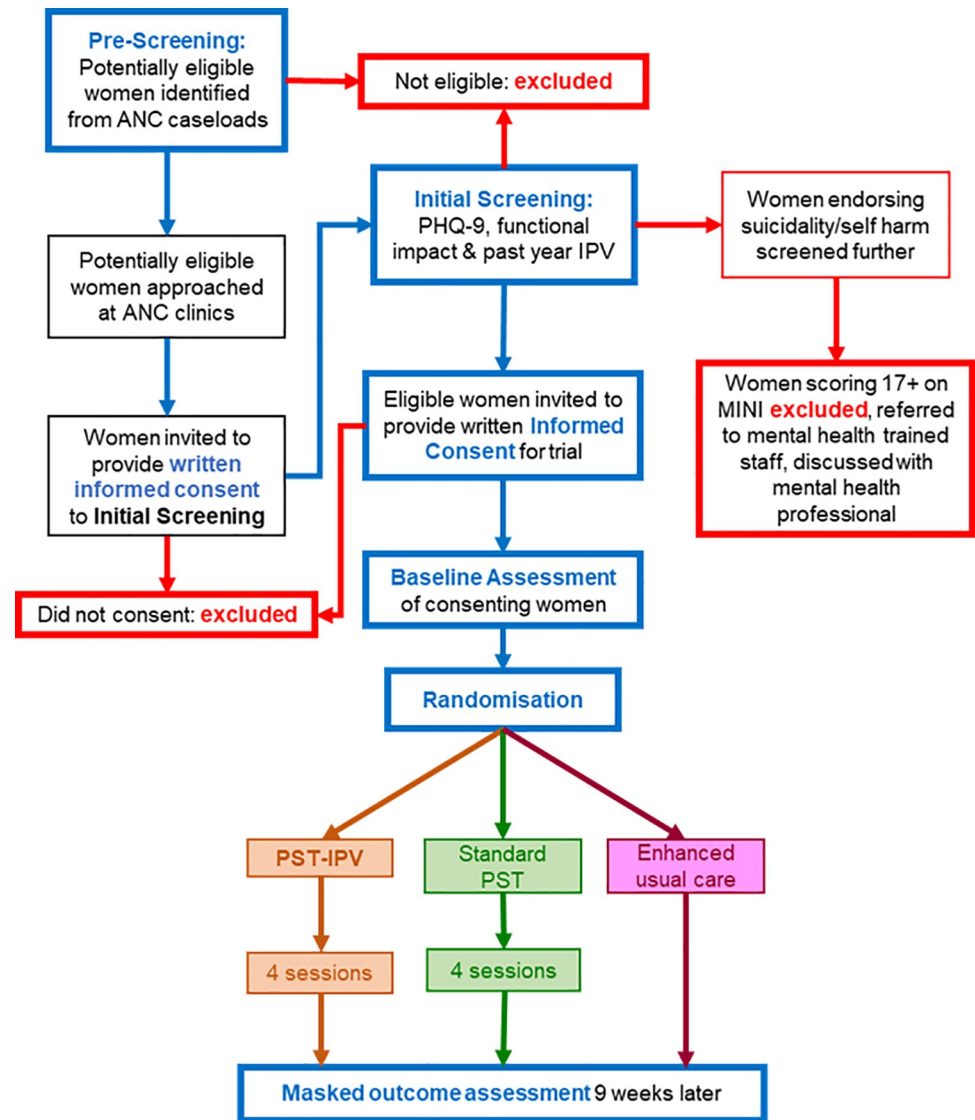 Pre-Screening:
Potentially eligible
women identified
from ANC caseloads
Not eligible: excluded
Initial Screening:
PHQ-9, functional
impact & past year IPV
Women endorsing
suicidality/self harm
screened further
Potentially eligible
women approached
at ANC clinics
Women scoring 17+ on
MINI excluded, referred
to mental health trained
staff, discussed with
mental health
professional
Eligible women invited to
provide written Informed
Consent for trial
Women invited to
provide written
informed consent
to Initial Screening
Baseline Assessment
of consenting women
Did not consent: excluded
Randomisation
PST-IPV
Standard
PST
Enhanced
usual care
4 sessions
4 sessions
Masked outcome assessment 9 weeks later